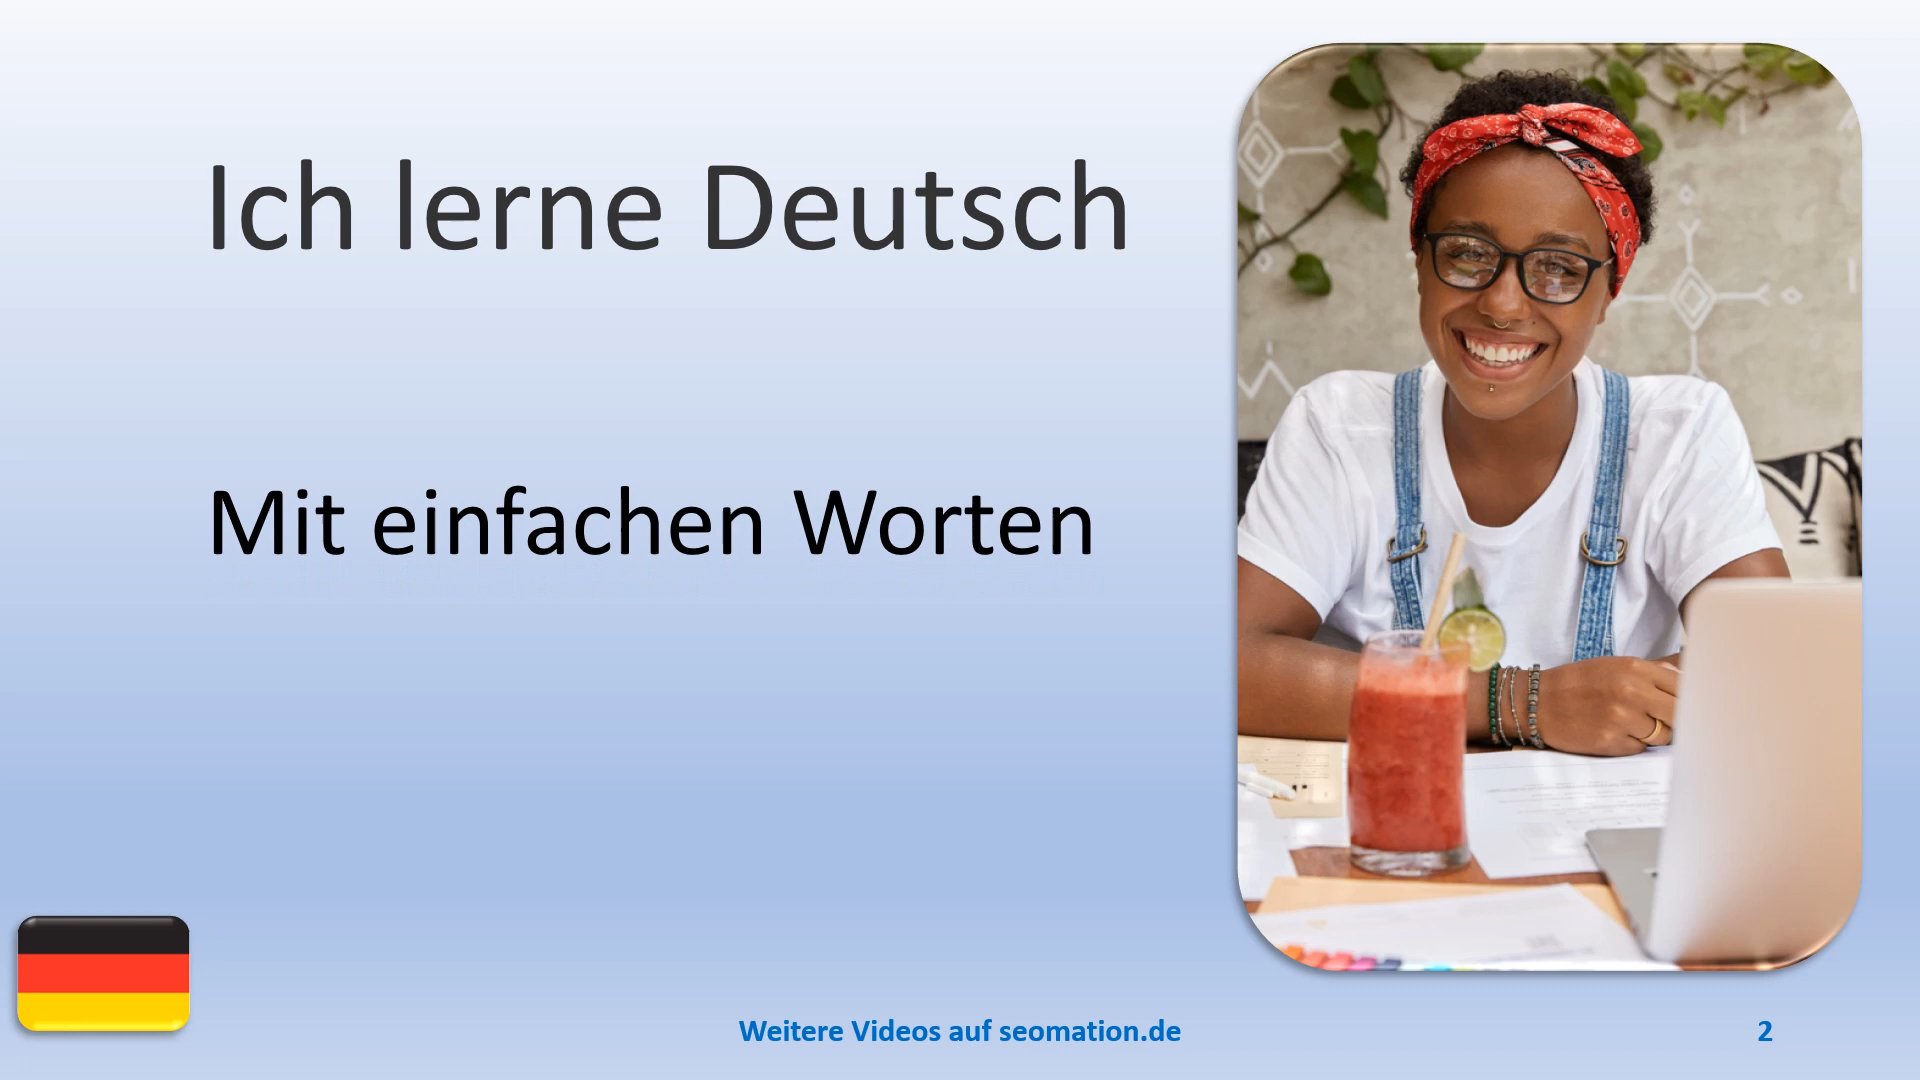 Ich lerne Deutsch
Mit einfachen Worten
Weitere Videos auf seomation.de
2